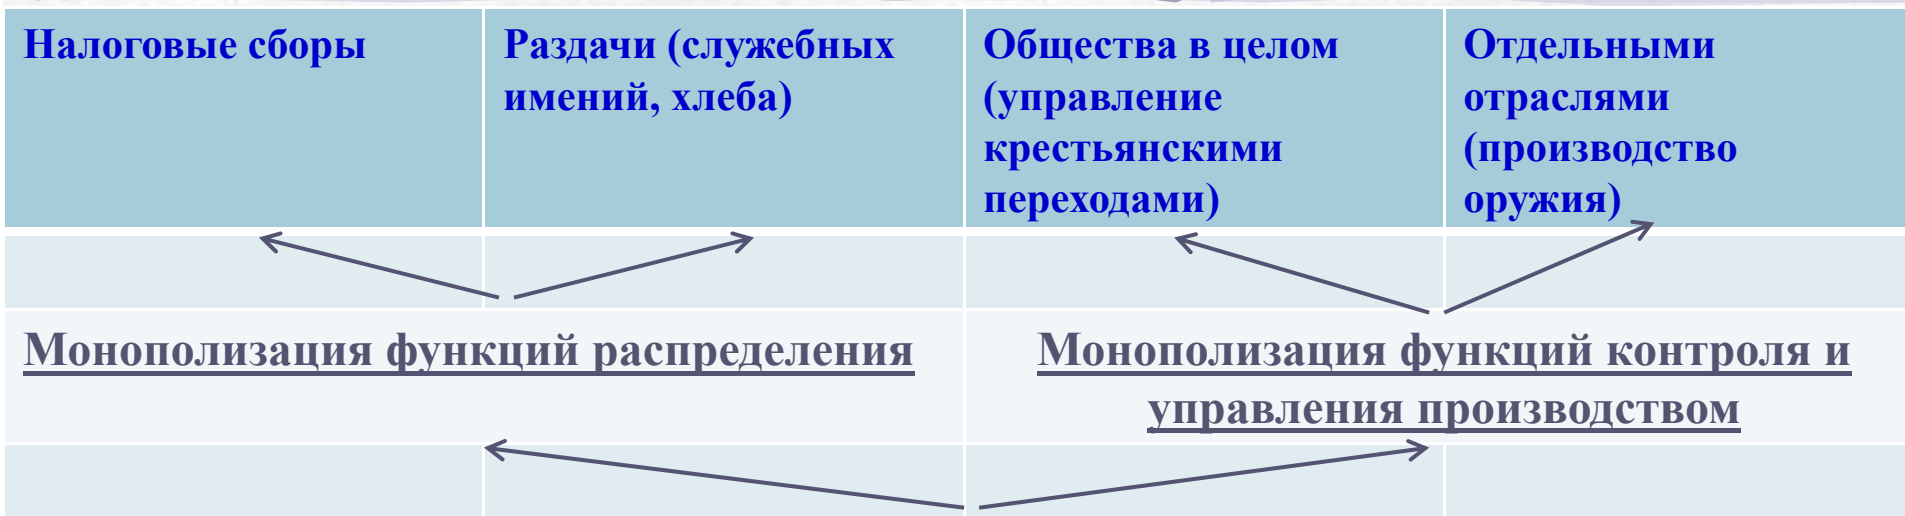 Налоговые сборы
Раздачи (служебных
имений, хлеба)
Общества в целом
(управление
крестьянскими
переходами)
Отдельными
отраслями
(производство
оружия)
Монополизация функций распределения
Монополизация функций контроля и
управления производством